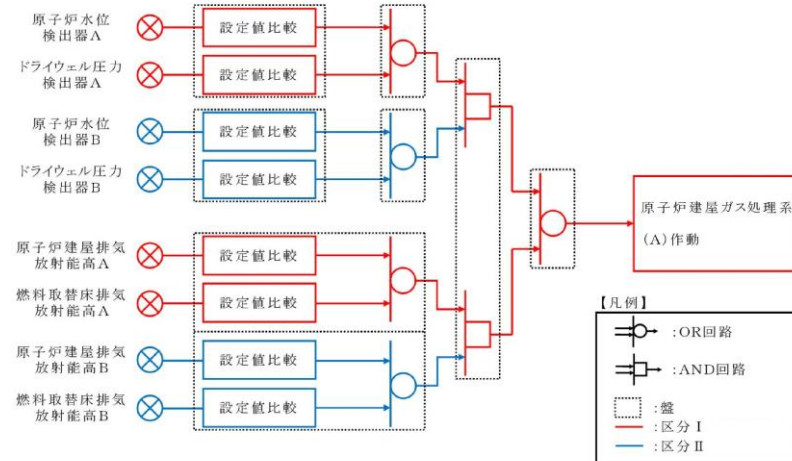 原子炉水位
検出器A
設定値比較
ドライウェル圧力
検出器A
設定値比較
原子炉水位
検出器B
設定値比較
ドライウェル圧力
検出器B
設定値比較
原子炉建屋排気
放射能高A
設定値比較
燃料取替床排気
放射能高A
設定値比較
原子炉建屋排気
放射能高B
設定値比較
燃料取替床排気
放射能高B
設定値比較
原子炉建屋ガス処理系
(A)作動
【凡例】
:OR回路
:AND回路
:盤
:区分Ⅰ
:区分Ⅱ